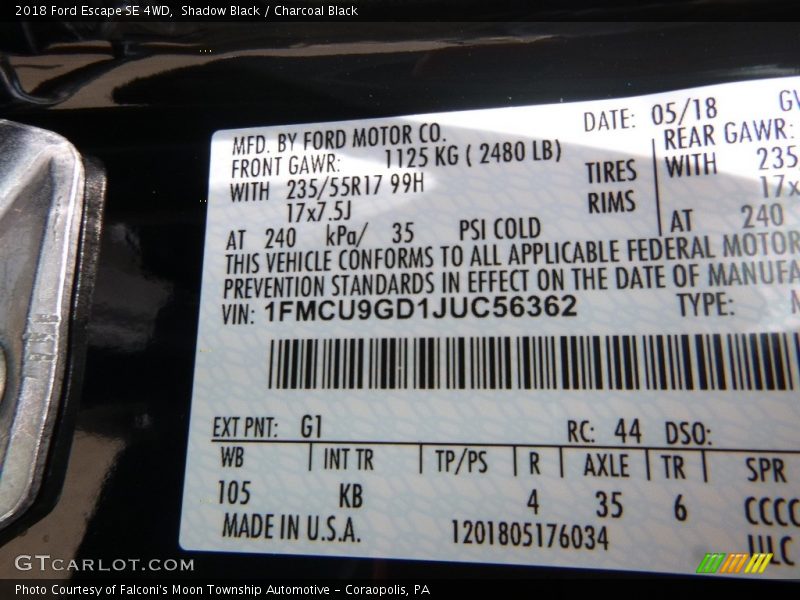 2018 Ford Escape SE 4WD, Shadow Black / Charcoal Black
MFD. BY FORD MOTOR CO.
DATE: 05/18
FRONT GAWR: 1125 KG ( 2480 LB)
REAR GAWR:
WITH 235/55R17 99H
TIRES
WITH 235
17x7.5J
RIMS
17x
AT 240 kPa/ 35 PSI COLD
AT 240
THIS VEHICLE CONFORMS TO ALL APPLICABLE FEDERAL MOTOR
PREVENTION STANDARDS IN EFFECT ON THE DATE OF MANUFA
VIN: 1FMCU9GD1JUC56362 TYPE:
EXT PNT: G1 RC: 44 DSO:
WB INT TR TP/PS R AXLE TR SPR
105 KB 4 35 6 CCCC
MADE IN U.S.A. 1201805176034 ULC
GTCARLOT.COM
Photo Courtesy of Falconi's Moon Township Automotive – Coraopolis, PA